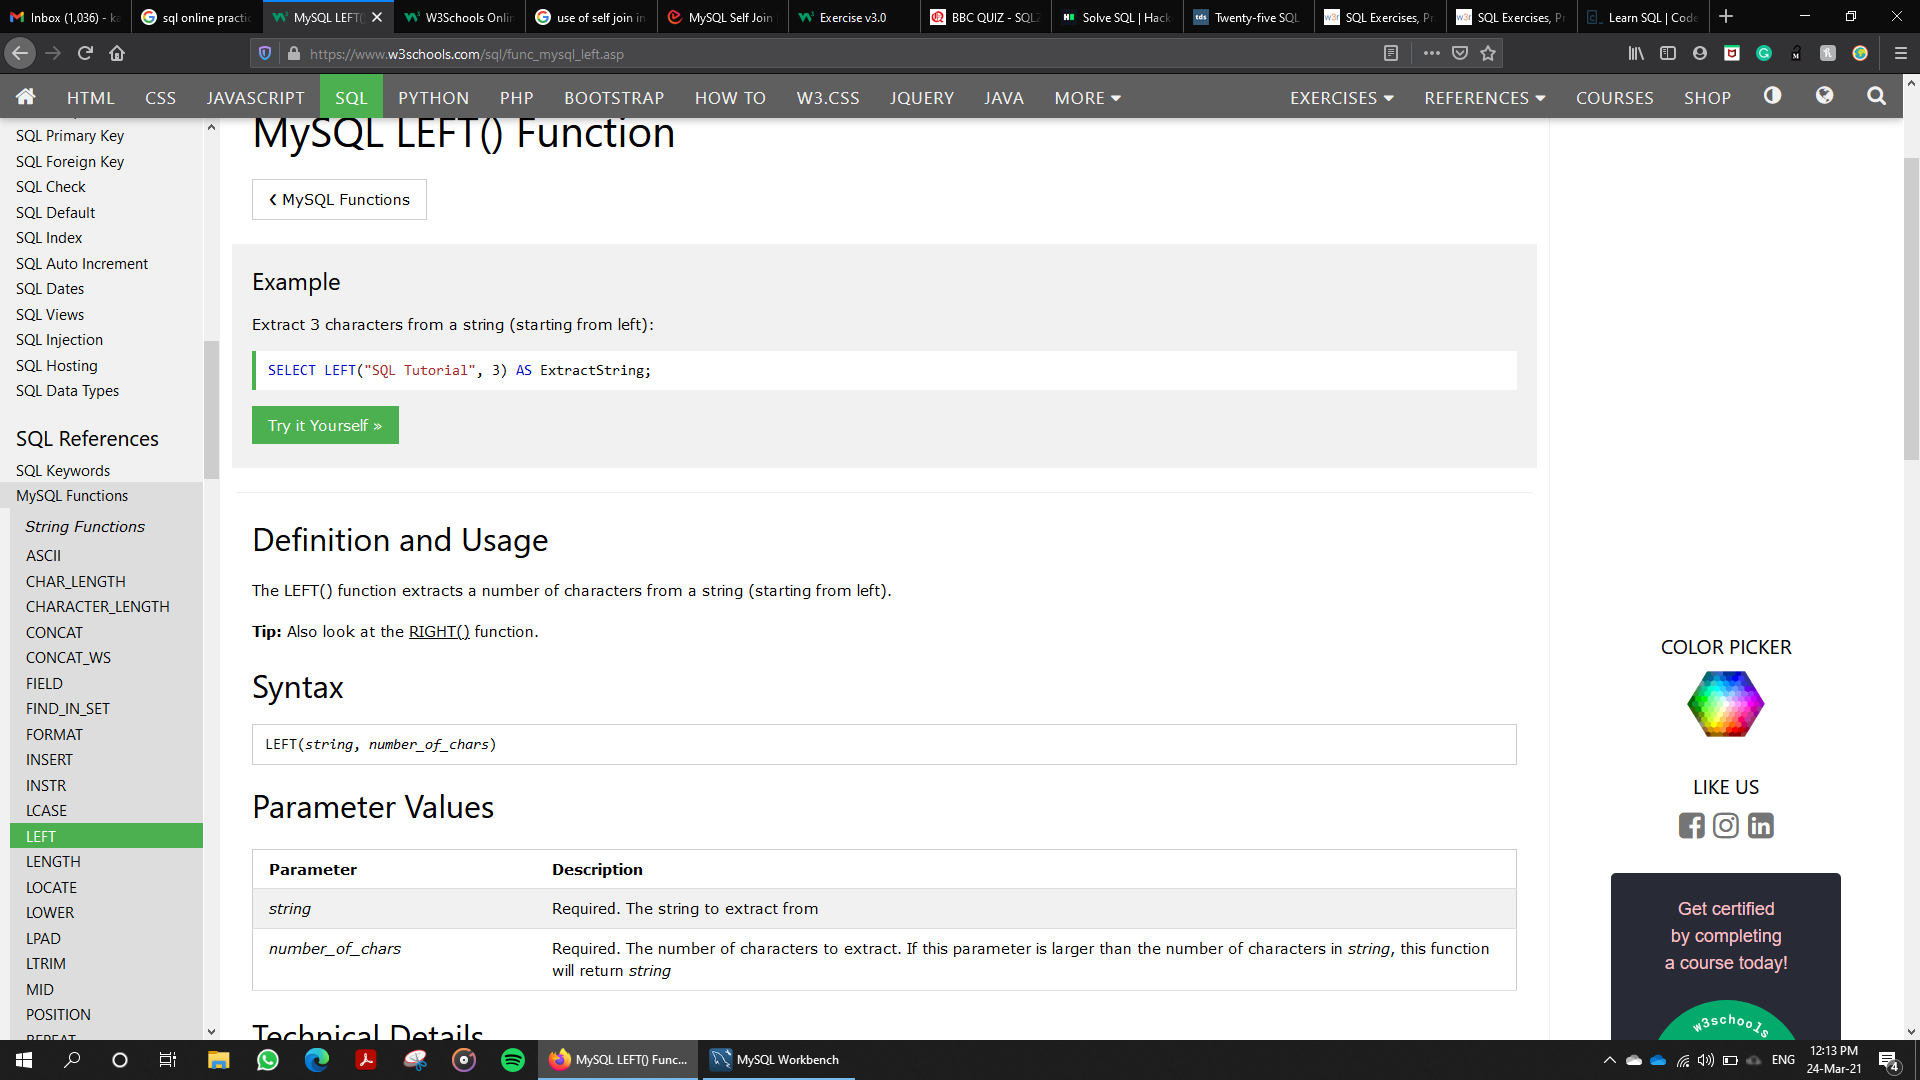 Inbox (1,036) - ka
sql online practic
MySQL LEFT()
W3Schools Onlin
use of self join in
MySQL Self Join
Exercise v3.0
BBC QUIZ - SQLZ
Solve SQL | Hack
Twenty-five SQL
SQL Exercises, Pr
SQL Exercises, Pr
Learn SQL | Code
https://www.w3schools.com/sql/func_mysql_left.asp
HTML CSS JAVASCRIPT SQL PYTHON PHP BOOTSTRAP HOW TO W3.CSS JQUERY JAVA MORE EXERCISES REFERENCES COURSES SHOP
SQL Primary Key
SQL Foreign Key
SQL Check
SQL Default
SQL Index
SQL Auto Increment
SQL Dates
SQL Views
SQL Injection
SQL Hosting
SQL Data Types
SQL References
SQL Keywords
MySQL Functions
String Functions
ASCII
CHAR_LENGTH
CHARACTER_LENGTH
CONCAT
CONCAT_WS
FIELD
FIND_IN_SET
FORMAT
INSERT
INSTR
LCASE
LEFT
LENGTH
LOCATE
LOWER
LPAD
LTRIM
MID
POSITION
REPEAT
MySQL LEFT() Function
❮ MySQL Functions
Example
Extract 3 characters from a string (starting from left):
SELECT LEFT("SQL Tutorial", 3) AS ExtractString;
Try it Yourself »
Definition and Usage
The LEFT() function extracts a number of characters from a string (starting from left).
Tip: Also look at the RIGHT() function.
Syntax
LEFT(string, number_of_chars)
Parameter Values
Parameter Description
string Required. The string to extract from
number_of_chars Required. The number of characters to extract. If this parameter is larger than the number of characters in string, this function
will return string
Technical Details
COLOR PICKER
LIKE US
Get certified
by completing
a course today!
w3schools
MySQL LEFT() Func...
MySQL Workbench
ENG
12:13 PM
24-Mar-21
4